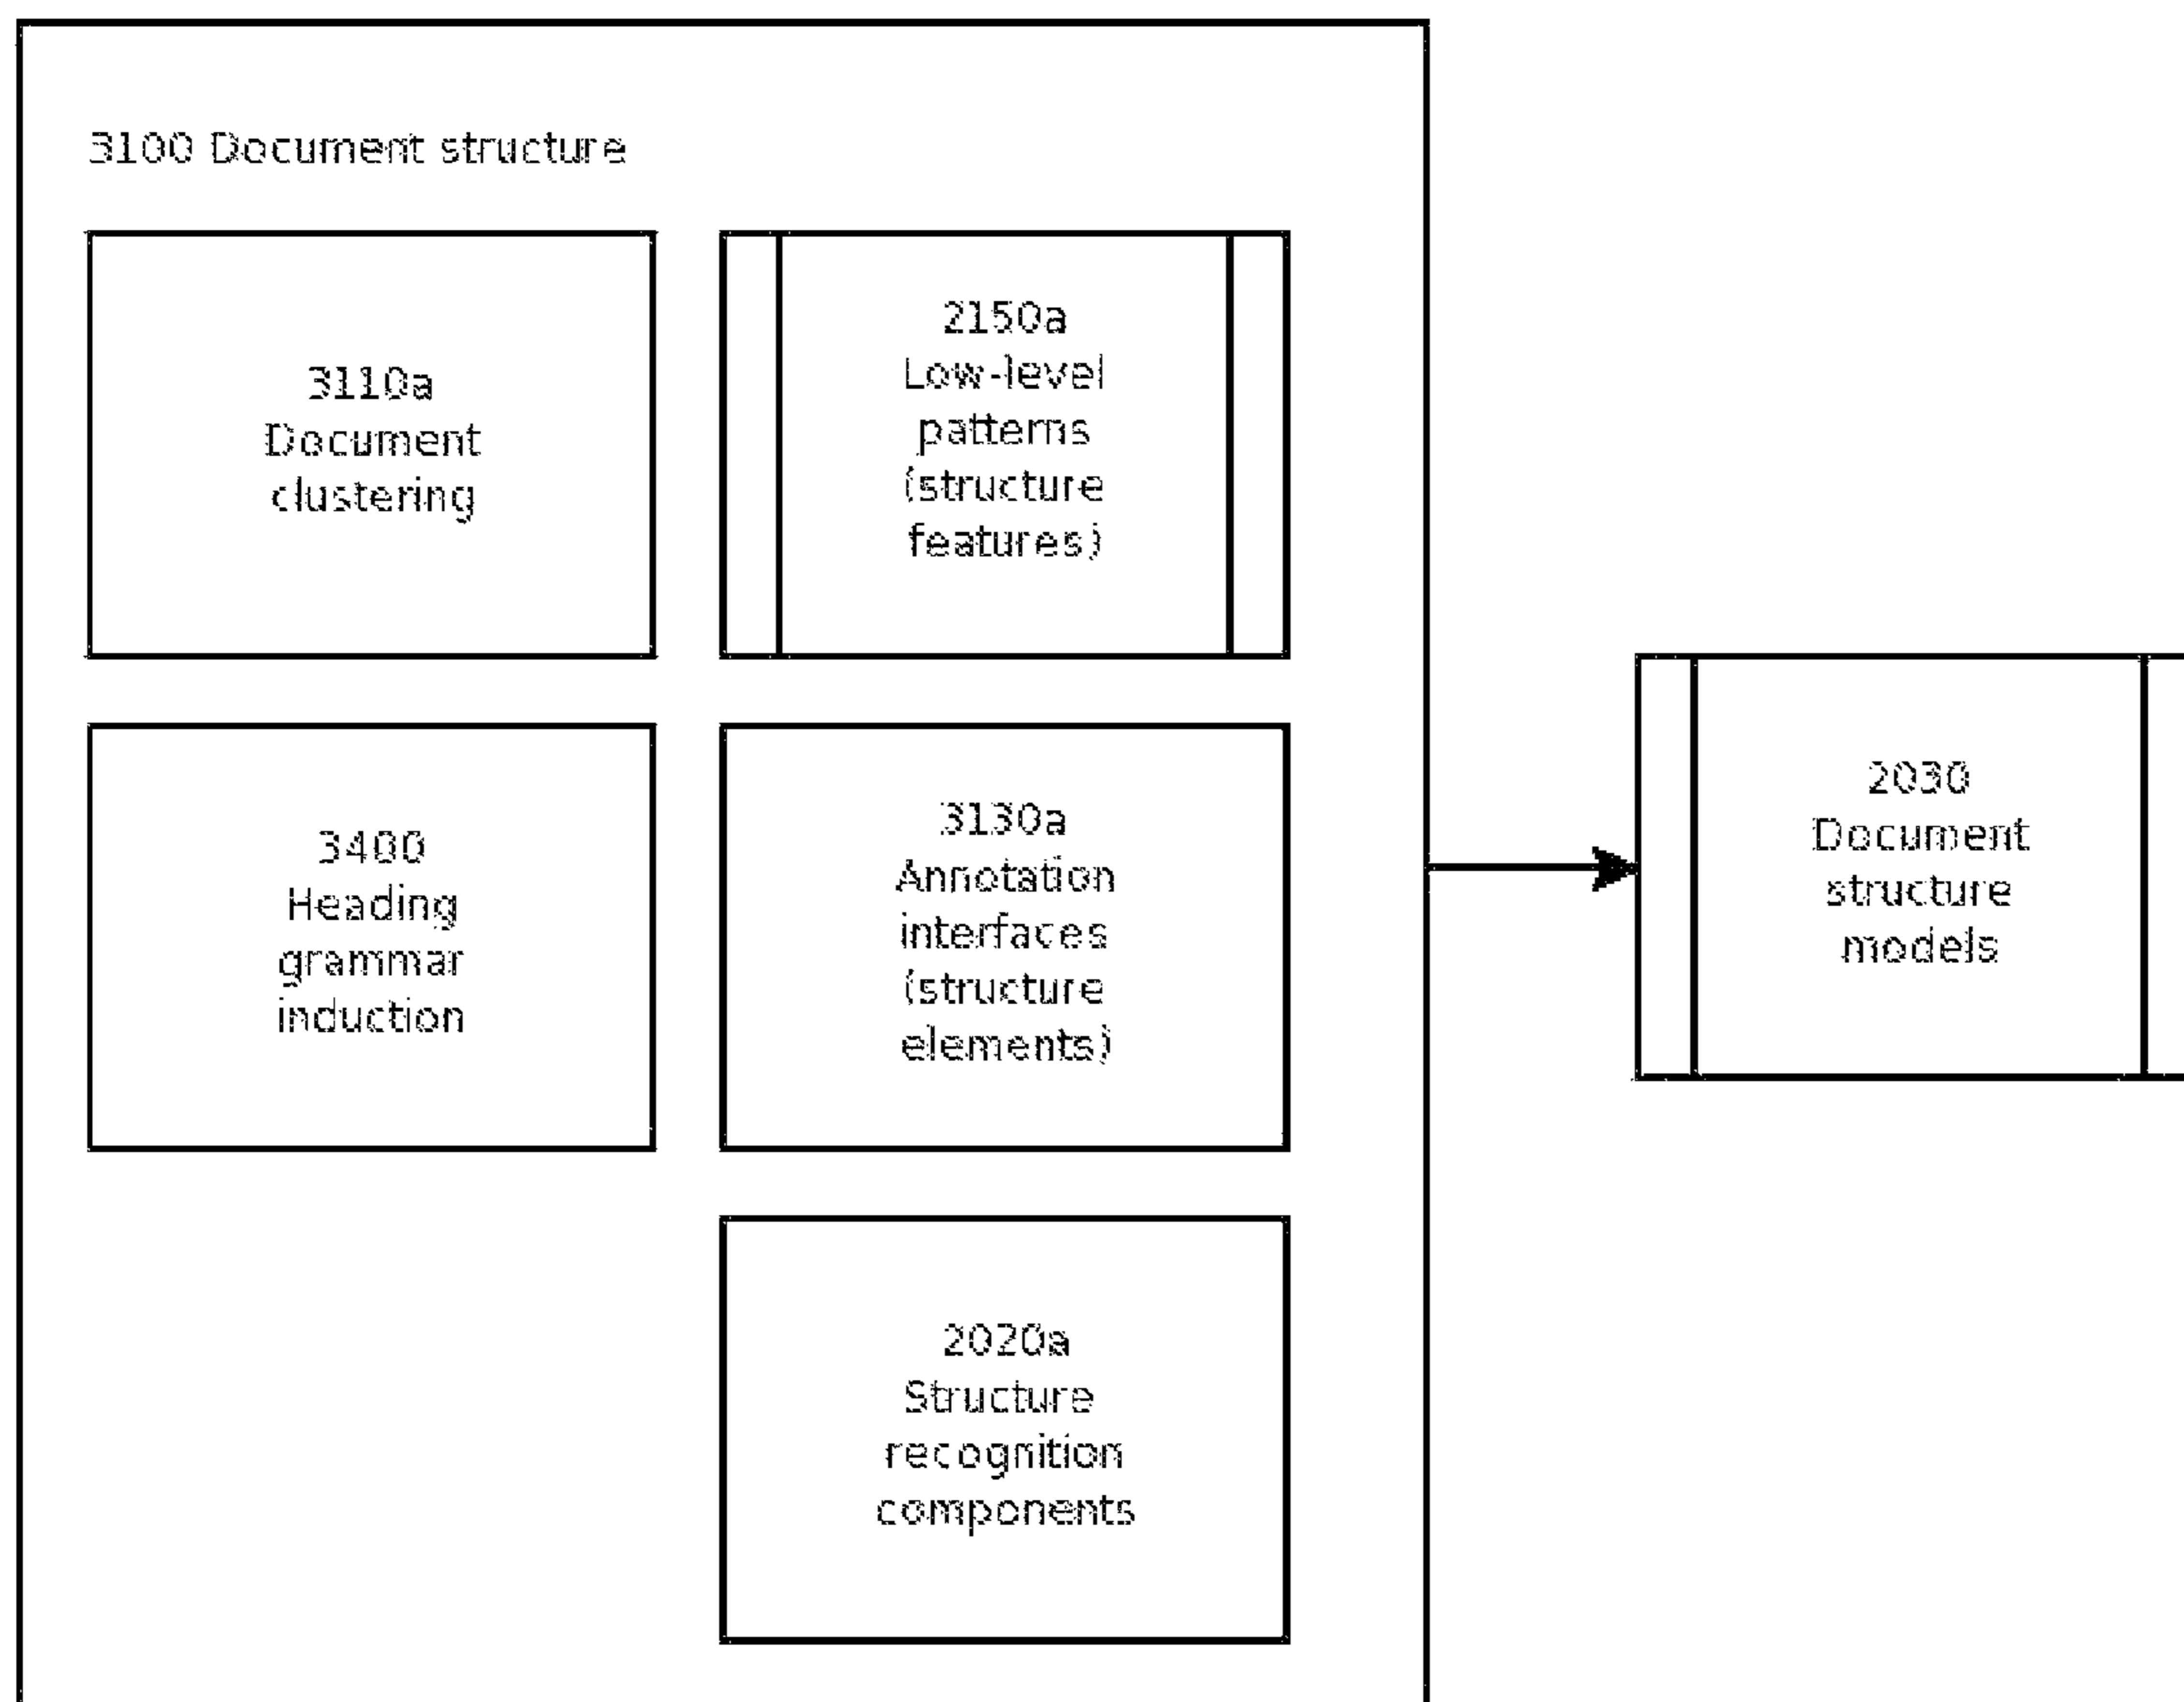 3100 Document structure
3110a
Document
clustering
2150a
Low-level
patterns
(structure
features)
3400
Heading
grammar
induction
3130a
Annotation
interfaces
(structure
elements)
2020a
Structure
recognition
components
2030
Document
structure
models